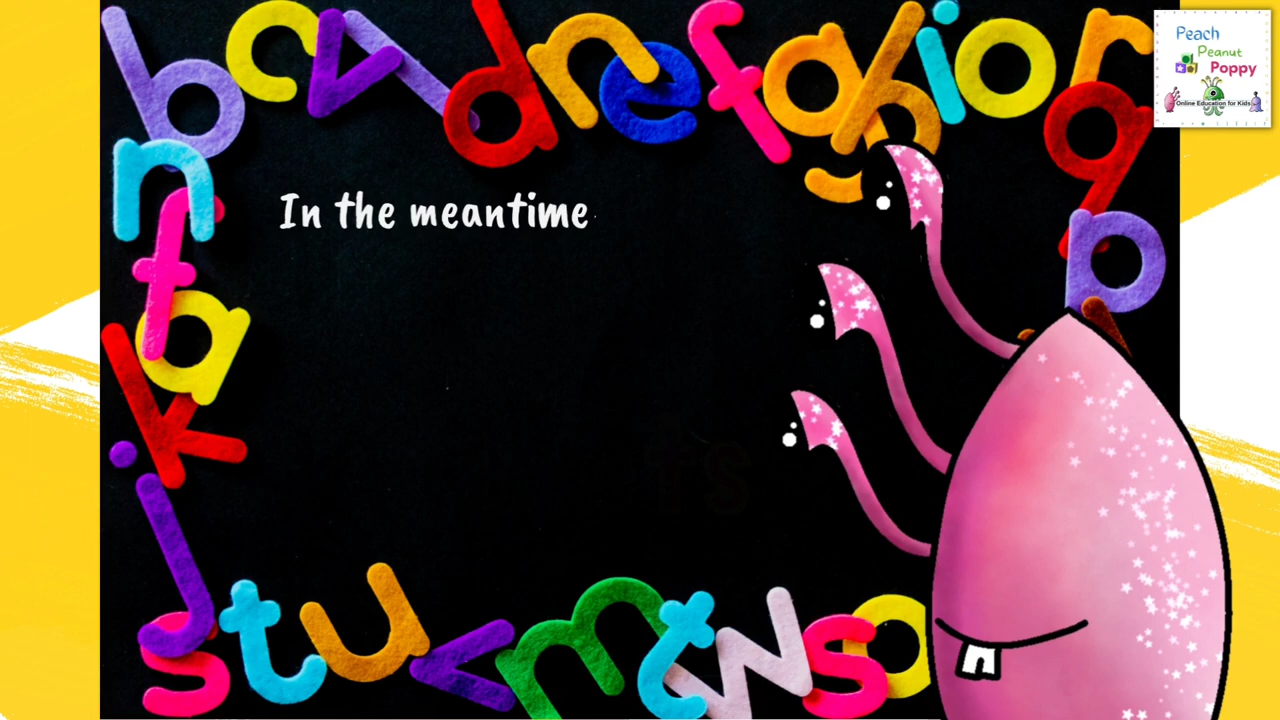 Peach
Peanut
Poppy
Online Education for Kids
In the meantime